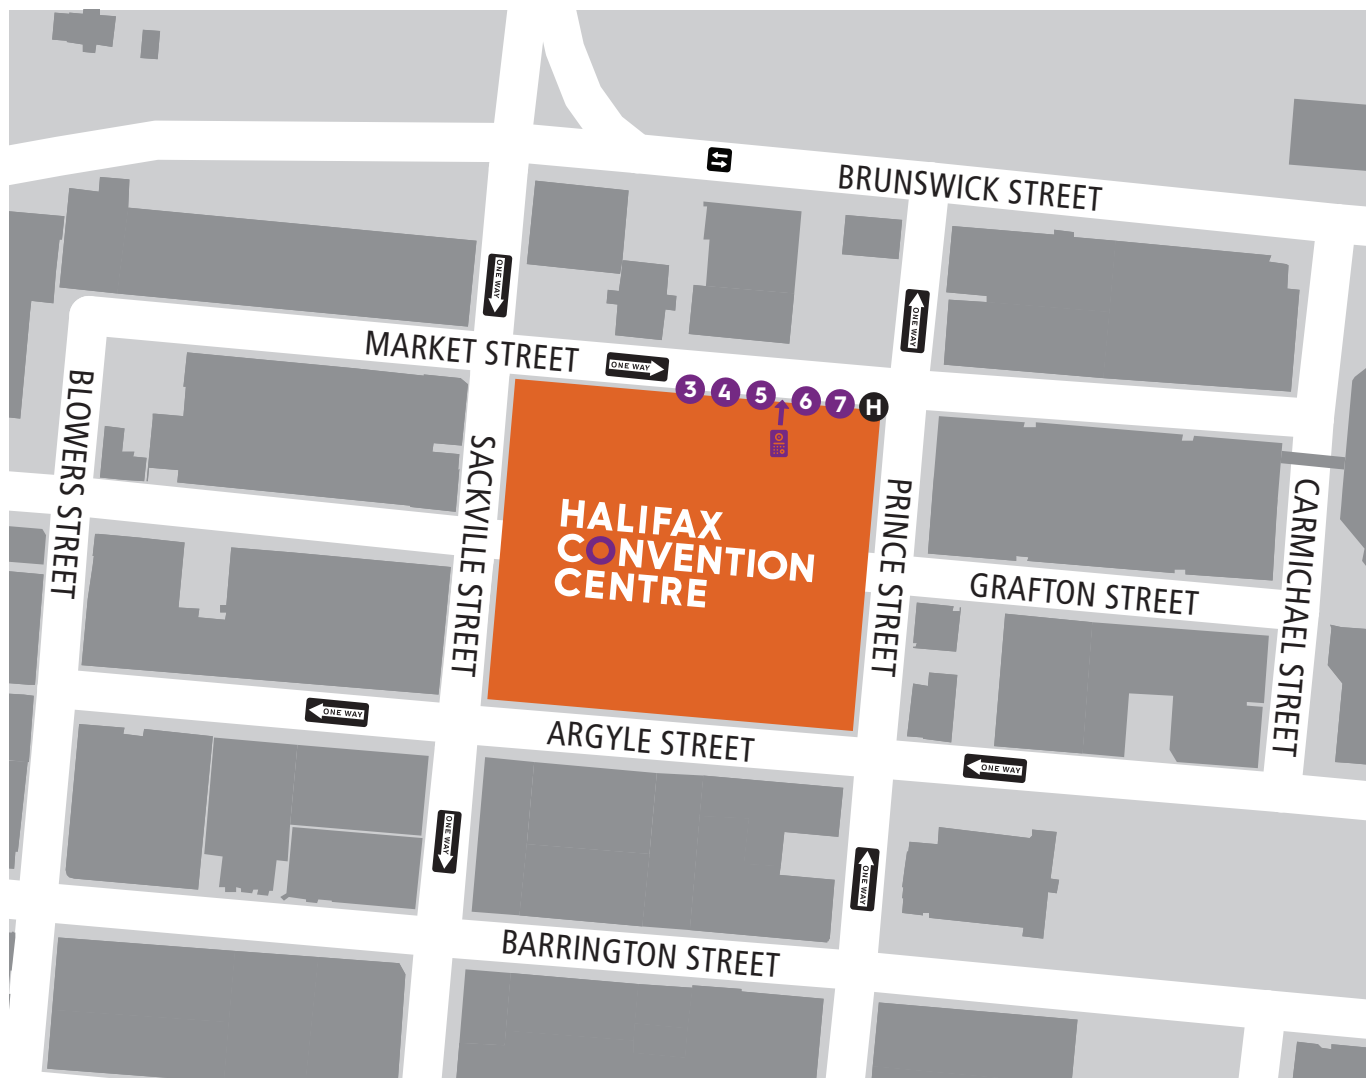 BRUNSWICK STREET
ONE WAY
ONE WAY
MARKET STREET
ONE WAY
3
4
5
6
7
H
BLOWERS STREET
SACKVILLE STREET
PRINCE STREET
CARMICHAEL STREET
HALIFAX
CONVENTION
CENTRE
GRAFTON STREET
ONE WAY
ARGYLE STREET
ONE WAY
ONE WAY
ONE WAY
BARRINGTON STREET